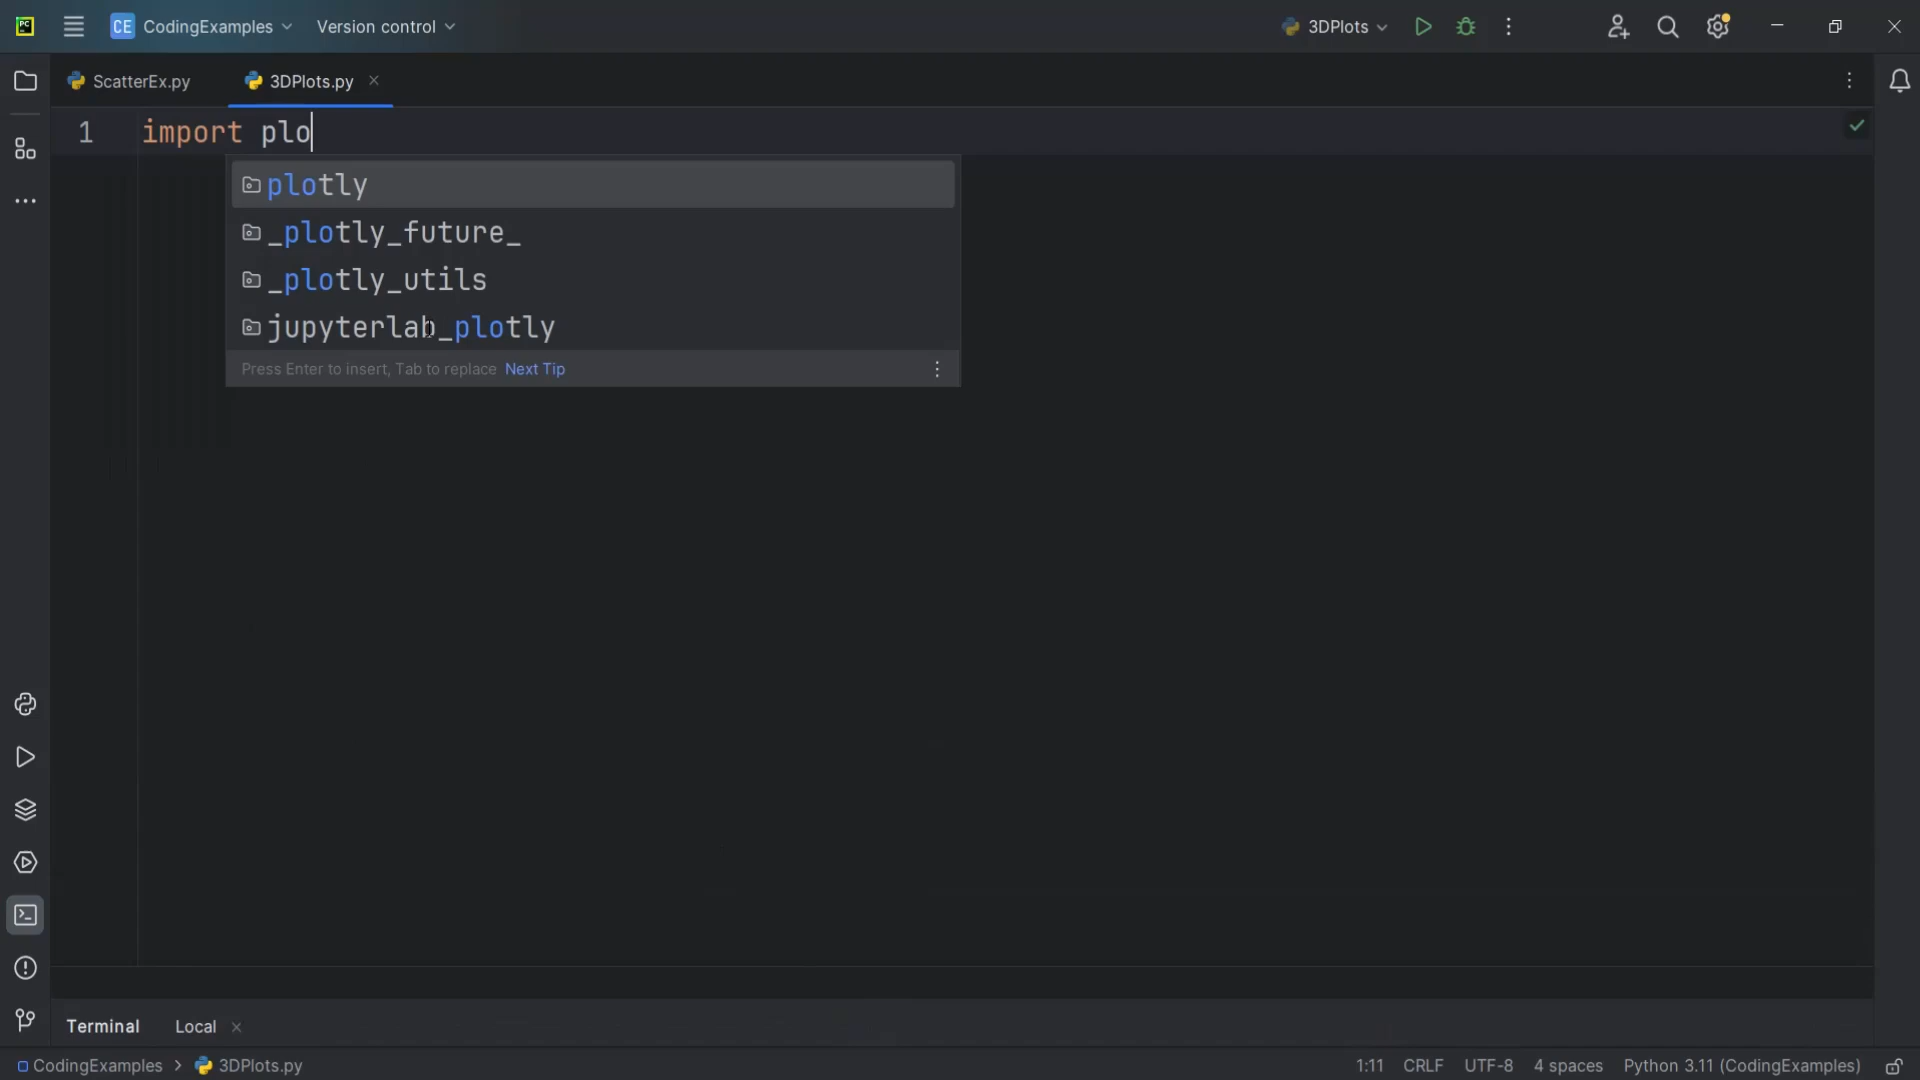 PC
CE CodingExamples Version control 3DPlots
ScatterEx.py 3DPlots.py
1 import plo
plotly
_plotly_future_
_plotly_utils
jupyterlab_plotly
Press Enter to insert, Tab to replace Next Tip
Terminal Local
CodingExamples 3DPlots.py 1:11 CRLF UTF-8 4 spaces Python 3.11 (CodingExamples)